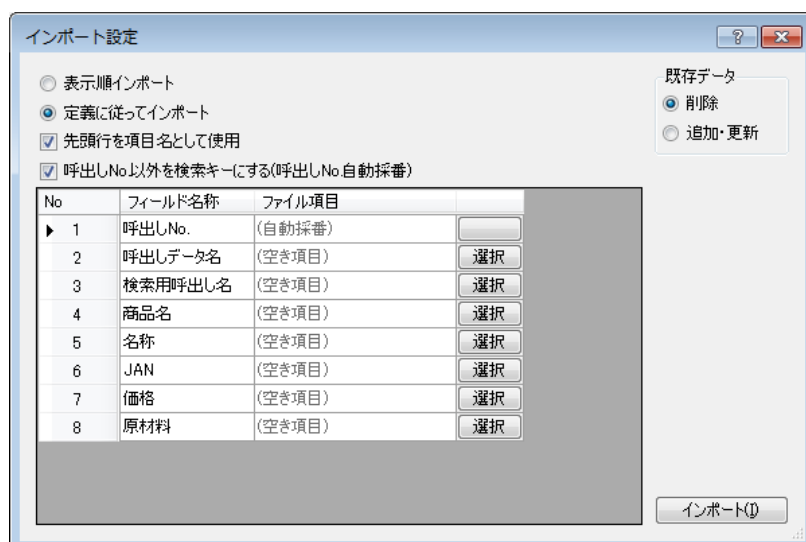 インポート設定
表示順インポート
定義に従ってインポート
先頭行を項目名として使用
呼出しNo以外を検索キーにする(呼出しNo.自動採番)
既存データ
削除
追加・更新
No フィールド名称 ファイル項目
1 呼出しNo. (自動採番)
2 呼出しデータ名 (空き項目) 選択
3 検索用呼出し名 (空き項目) 選択
4 商品名 (空き項目) 選択
5 名称 (空き項目) 選択
6 JAN (空き項目) 選択
7 価格 (空き項目) 選択
8 原材料 (空き項目) 選択
インポート(I)